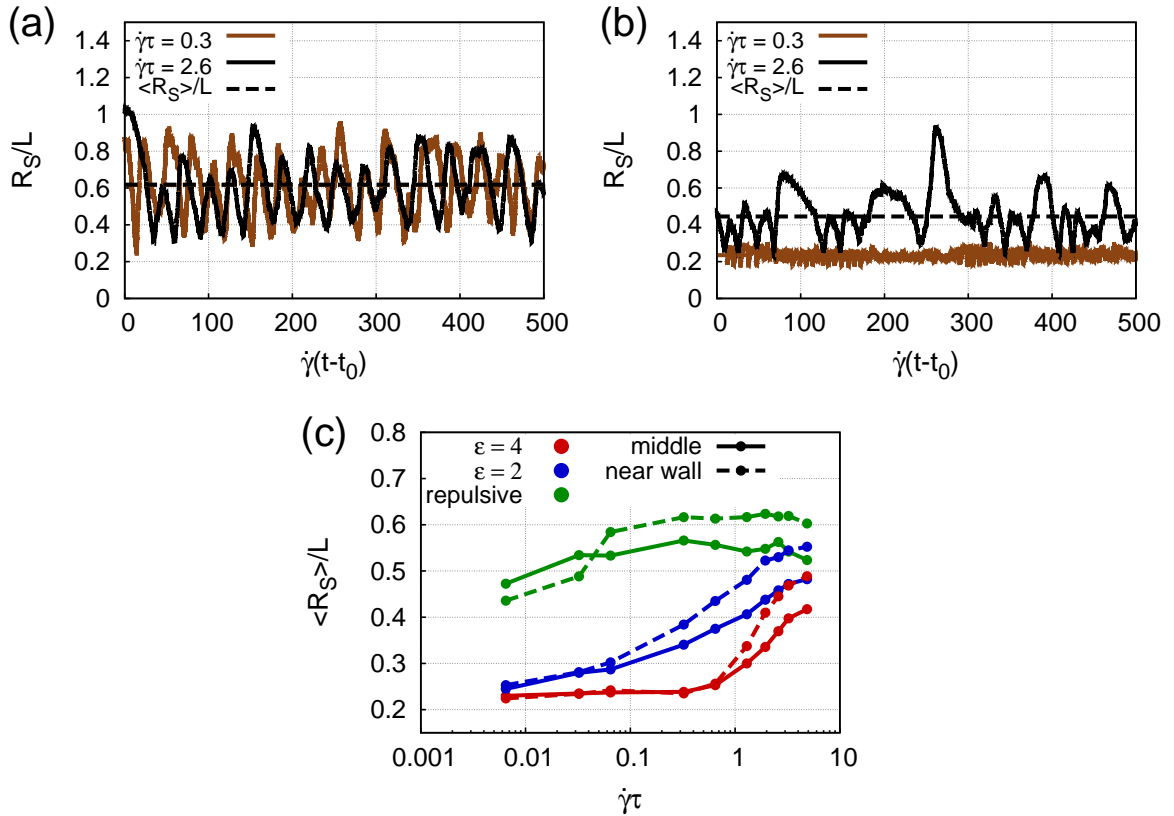 (a)
1.4
1.2
1
0.8
0.6
0.4
0.2
0
R_S/L
γ̇τ = 0.3
γ̇τ = 2.6
<R_S>/L
0 100 200 300 400 500
γ̇(t-t_0)
(b)
1.4
1.2
1
0.8
0.6
0.4
0.2
0
R_S/L
γ̇τ = 0.3
γ̇τ = 2.6
<R_S>/L
0 100 200 300 400 500
γ̇(t-t_0)
(c)
0.8
0.7
0.6
0.5
0.4
0.3
0.2
<R_S>/L
ε = 4
ε = 2
repulsive
middle
near wall
0.001 0.01 0.1 1 10
γ̇τ